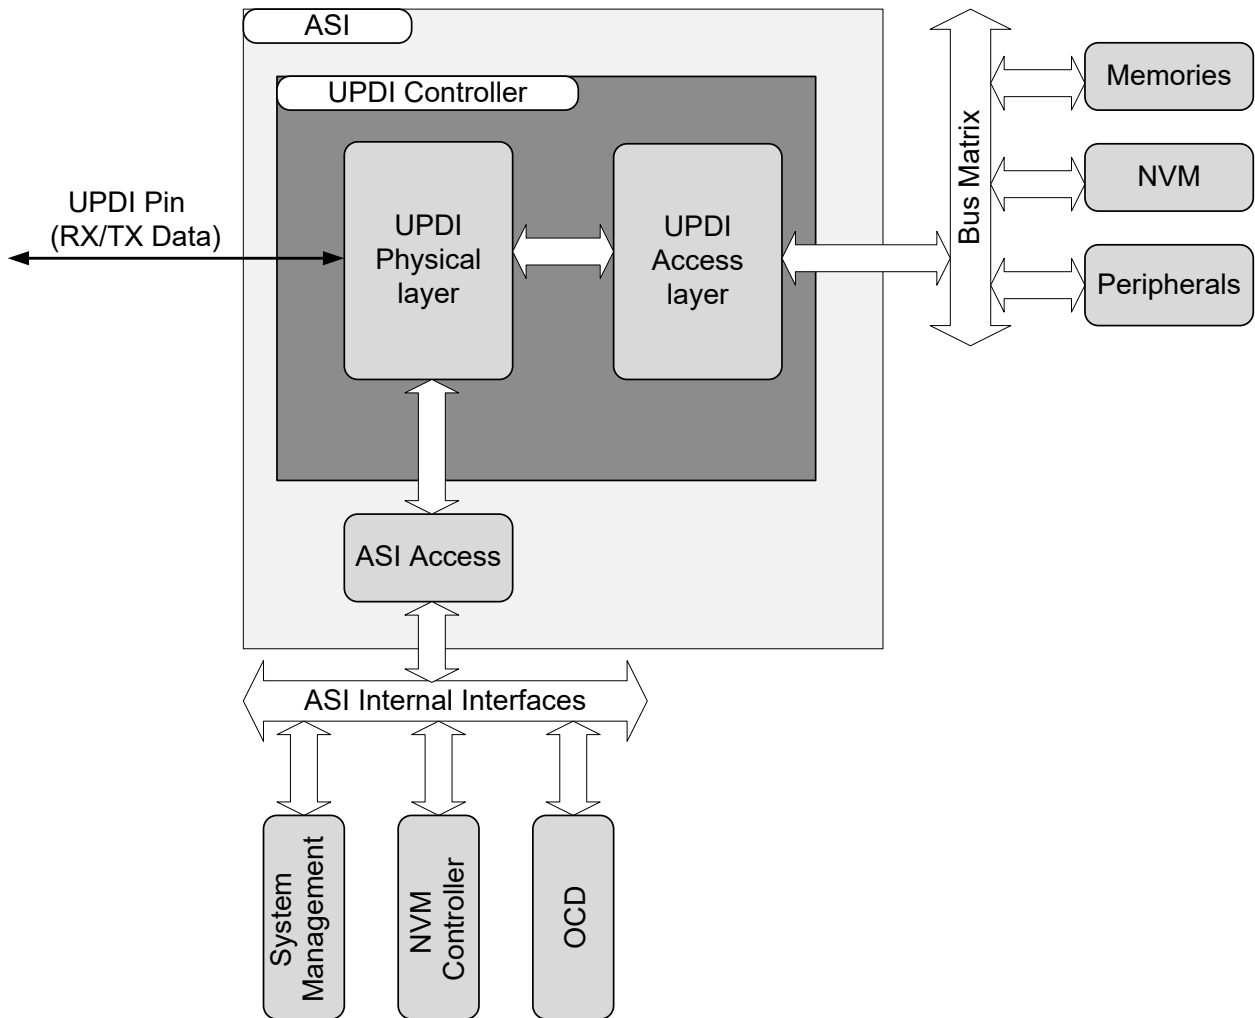 ASI
UPDI Controller
UPDI Pin
(RX/TX Data)
UPDI
Physical
layer
UPDI
Access
layer
Bus Matrix
Memories
NVM
Peripherals
ASI Access
ASI Internal Interfaces
System
Management
NVM
Controller
OCD